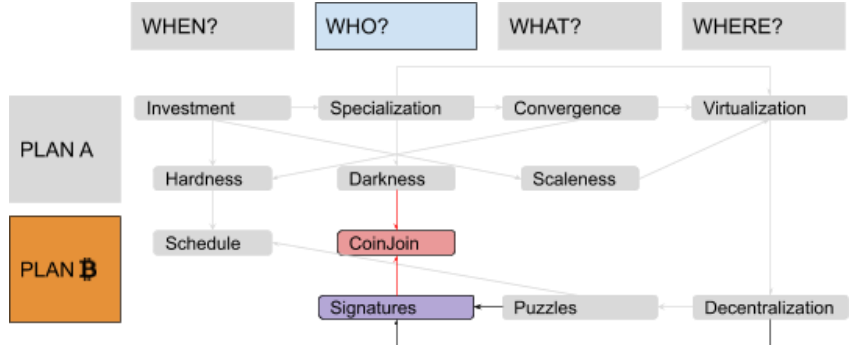 WHEN?
WHO?
WHAT?
WHERE?
PLAN A
Investment
Specialization
Convergence
Virtualization
Hardness
Darkness
Scaleness
PLAN ₿
Schedule
CoinJoin
Signatures
Puzzles
Decentralization